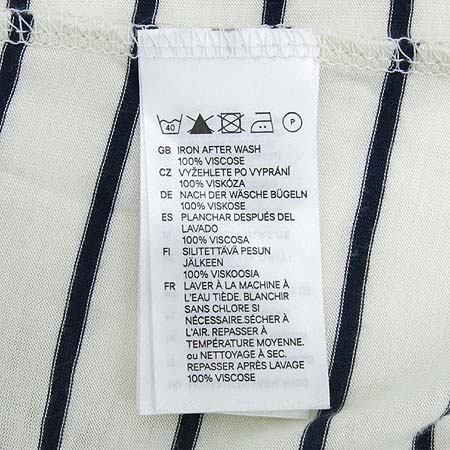 40 P
GB IRON AFTER WASH
100% VISCOSE
CZ VYŽEHLETE PO VYPRÁNÍ
100% VISKÓZA
DE NACH DER WÄSCHE BÜGELN
100% VISKOSE
ES PLANCHAR DESPUÉS DEL
LAVADO
100% VISCOSA
FI SILITETTÄVÄ PESUN
JÄLKEEN
100% VISKOOSIA
FR LAVER À LA MACHINE À
L'EAU TIÈDE. BLANCHIR
SANS CHLORE SI
NÉCESSAIRE.SÉCHER À
L'AIR. REPASSER À
TEMPÉRATURE MOYENNE.
ou NETTOYAGE À SEC.
REPASSER APRÈS LAVAGE
100% VISCOSE